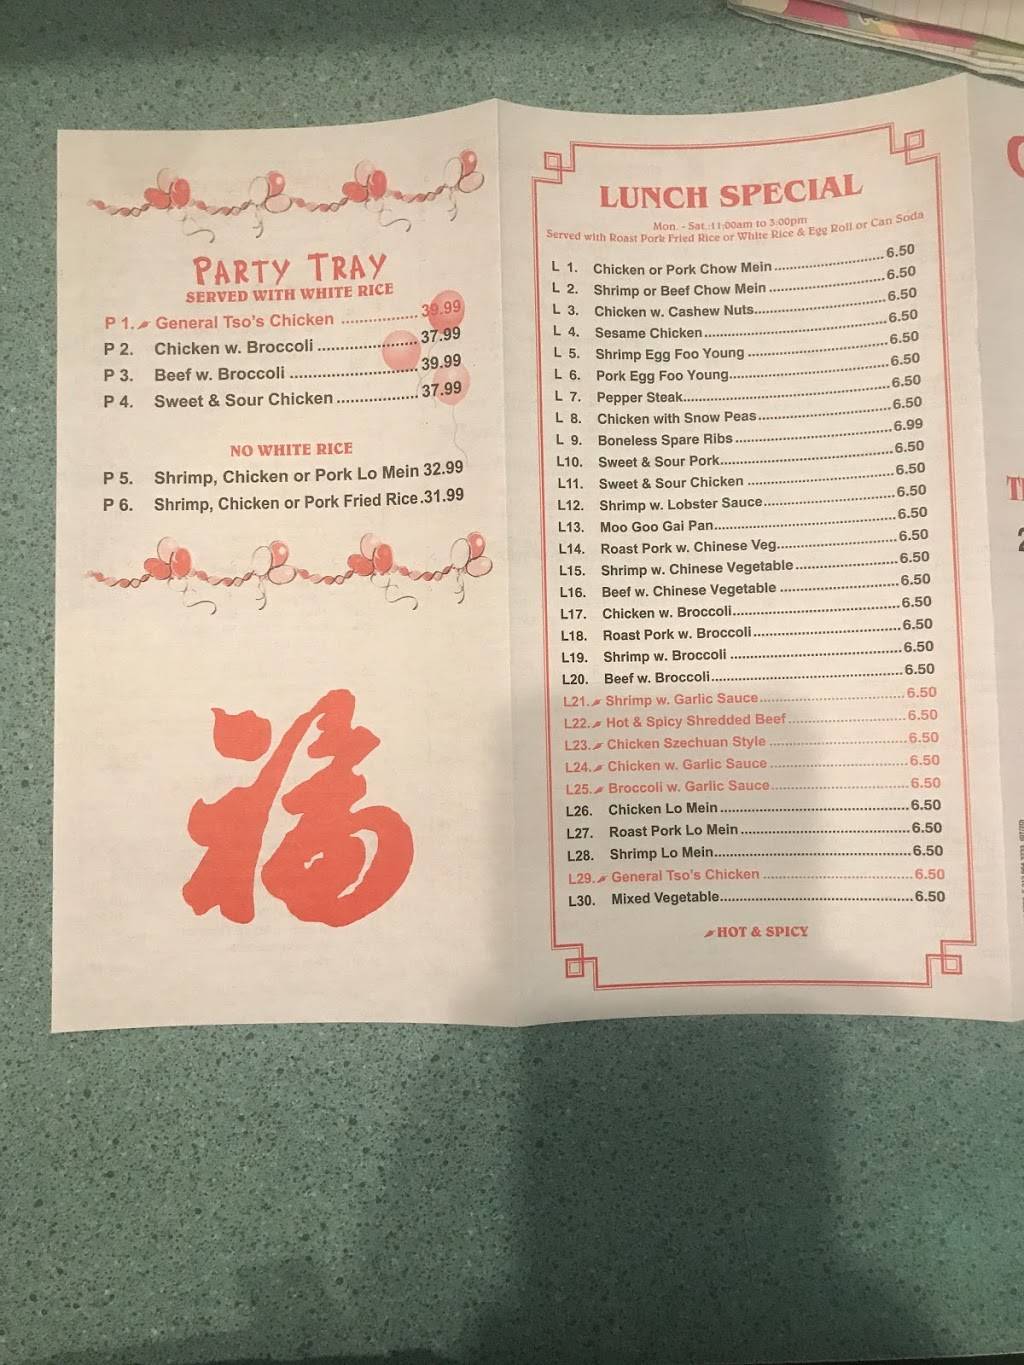 PARTY TRAY
SERVED WITH WHITE RICE
P 1. General Tso's Chicken .................. 39.99
P 2. Chicken w. Broccoli ........................ 37.99
P 3. Beef w. Broccoli ............................... 39.99
P 4. Sweet & Sour Chicken .................. 37.99
NO WHITE RICE
P 5. Shrimp, Chicken or Pork Lo Mein 32.99
P 6. Shrimp, Chicken or Pork Fried Rice.31.99
福
LUNCH SPECIAL
Mon. - Sat.:11:00am to 3:00pm
Served with Roast Pork Fried Rice or White Rice & Egg Roll or Can Soda
L 1. Chicken or Pork Chow Mein ........................... 6.50
L 2. Shrimp or Beef Chow Mein ............................. 6.50
L 3. Chicken w. Cashew Nuts................................. 6.50
L 4. Sesame Chicken ............................................. 6.50
L 5. Shrimp Egg Foo Young ................................... 6.50
L 6. Pork Egg Foo Young........................................ 6.50
L 7. Pepper Steak.................................................... 6.50
L 8. Chicken with Snow Peas ................................. 6.50
L 9. Boneless Spare Ribs ....................................... 6.99
L10. Sweet & Sour Pork........................................... 6.50
L11. Sweet & Sour Chicken ..................................... 6.50
L12. Shrimp w. Lobster Sauce................................. 6.50
L13. Moo Goo Gai Pan............................................. 6.50
L14. Roast Pork w. Chinese Veg.............................. 6.50
L15. Shrimp w. Chinese Vegetable .......................... 6.50
L16. Beef w. Chinese Vegetable .............................. 6.50
L17. Chicken w. Broccoli.......................................... 6.50
L18. Roast Pork w. Broccoli ..................................... 6.50
L19. Shrimp w. Broccoli ........................................... 6.50
L20. Beef w. Broccoli................................................ 6.50
L21. Shrimp w. Garlic Sauce.................................... 6.50
L22. Hot & Spicy Shredded Beef.............................. 6.50
L23. Chicken Szechuan Style .................................. 6.50
L24. Chicken w. Garlic Sauce .................................. 6.50
L25. Broccoli w. Garlic Sauce................................... 6.50
L26. Chicken Lo Mein ............................................... 6.50
L27. Roast Pork Lo Mein .......................................... 6.50
L28. Shrimp Lo Mein................................................. 6.50
L29. General Tso's Chicken ..................................... 6.50
L30. Mixed Vegetable................................................ 6.50
HOT & SPICY